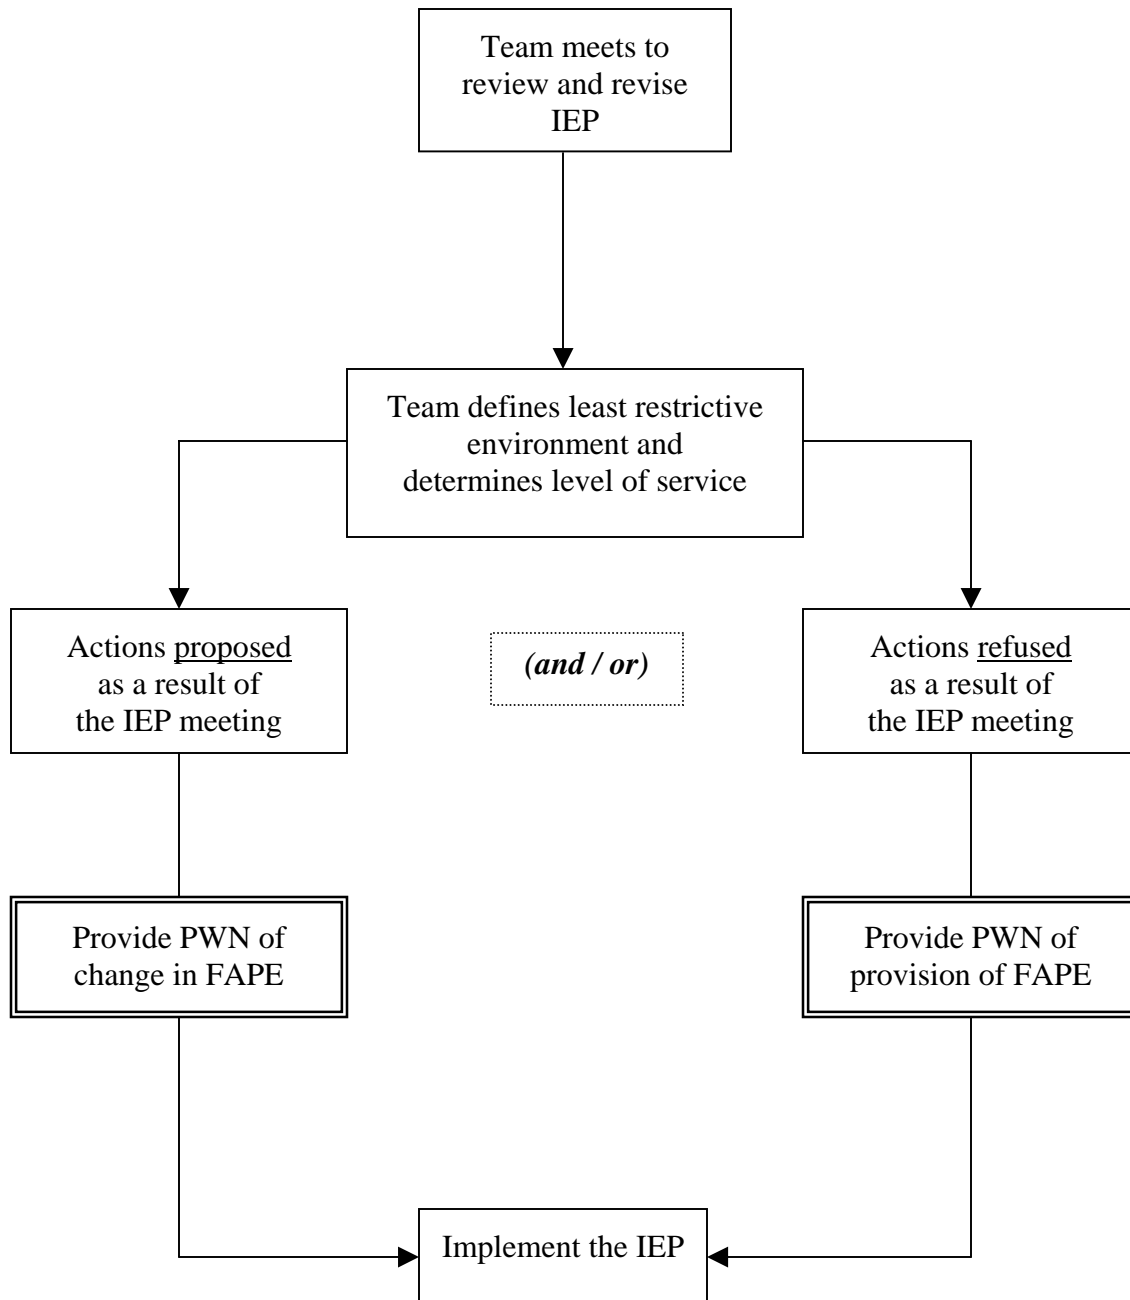 Team meets to
review and revise
IEP
Team defines least restrictive
environment and
determines level of service
Actions proposed
as a result of
the IEP meeting
(and / or)
Actions refused
as a result of
the IEP meeting
Provide PWN of
change in FAPE
Provide PWN of
provision of FAPE
Implement the IEP